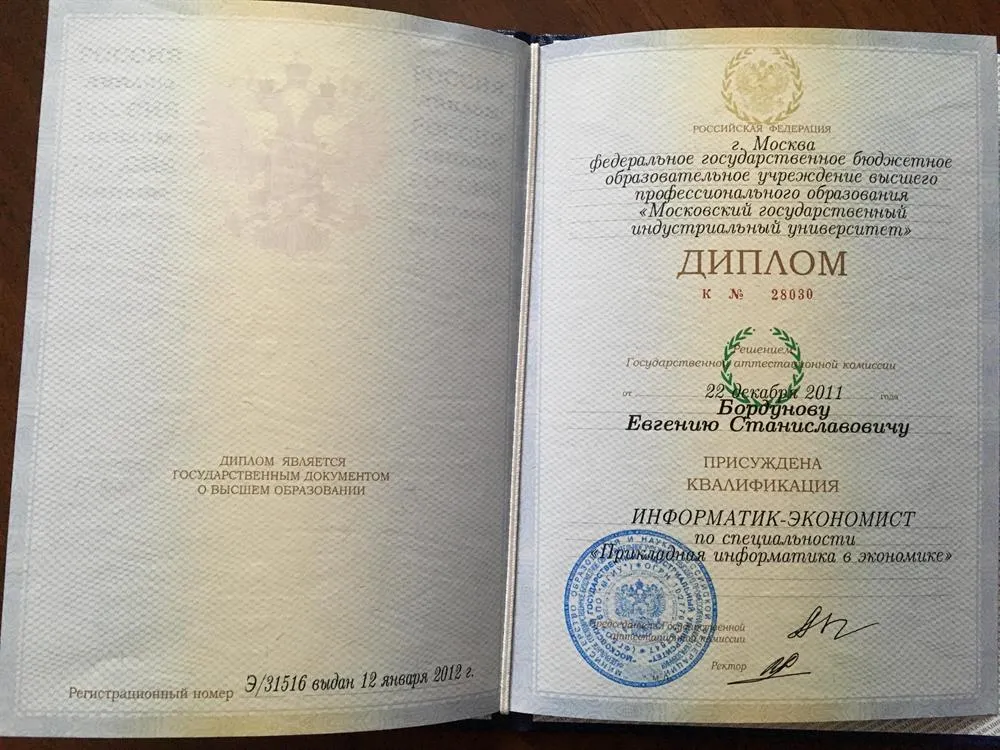 ДИПЛОМ ЯВЛЯЕТСЯ
ГОСУДАРСТВЕННЫМ ДОКУМЕНТОМ
О ВЫСШЕМ ОБРАЗОВАНИИ
Регистрационный номер Э/31516 выдан 12 января 2012 г.
РОССИЙСКАЯ ФЕДЕРАЦИЯ
г. Москва
федеральное государственное бюджетное
образовательное учреждение высшего
профессионального образования
«Московский государственный
индустриальный университет»
ДИПЛОМ
К № 28030
Решением
Государственной аттестационной комиссии
от 22 декабря 2011 года
Бордунову
Евгению Станиславовичу
ПРИСУЖДЕНА
КВАЛИФИКАЦИЯ
ИНФОРМАТИК-ЭКОНОМИСТ
по специальности
«Прикладная информатика в экономике»
Председатель Государственной
аттестационной комиссии
Ректор